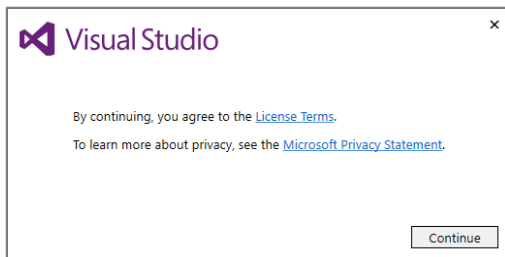 Visual Studio
By continuing, you agree to the License Terms.
To learn more about privacy, see the Microsoft Privacy Statement.
Continue